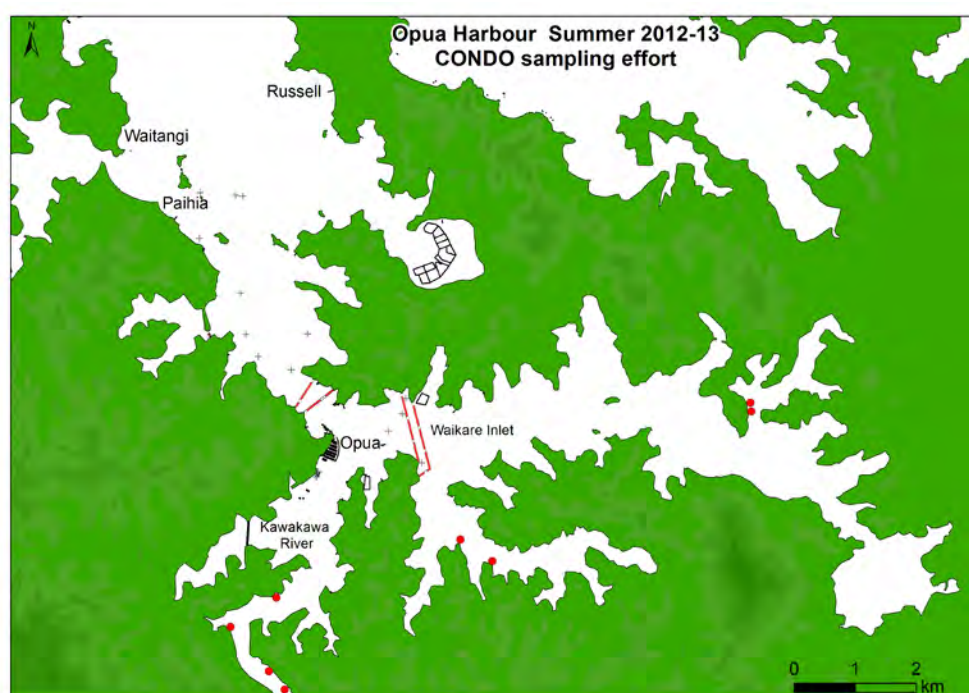 N
Opua Harbour Summer 2012-13
CONDO sampling effort
Russell
Waitangi
Paihia
Opua
Waikare Inlet
Kawakawa
River
0 1 2
km